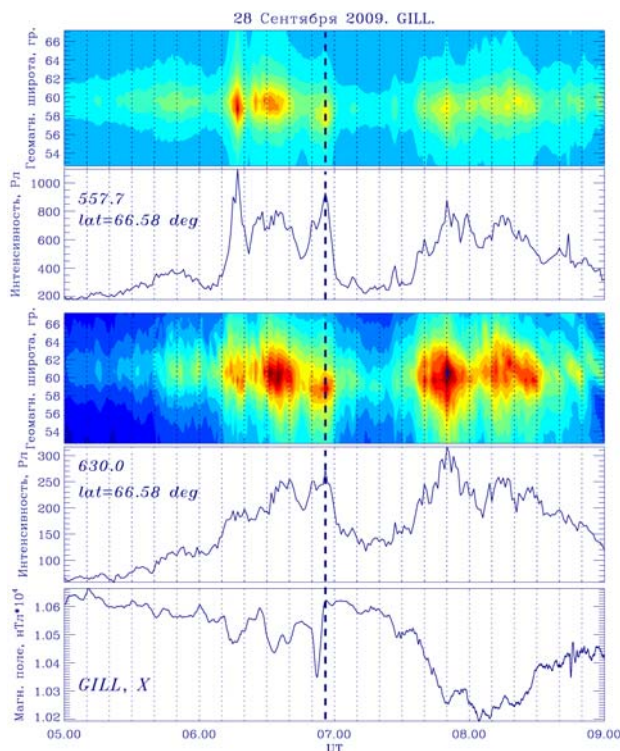 28 Сентября 2009. GILL.
Геомагн. широта, гр.
66
64
62
60
58
56
54
Интенсивность, Рл
1000
800
600
400
200
557.7
lat=66.58 deg
Геомагн. широта, гр.
66
64
62
60
58
56
54
Интенсивность, Рл
300
250
200
150
100
630.0
lat=66.58 deg
Магн. поле, нТл*10⁴
1.06
1.05
1.04
1.03
1.02
GILL, X
05.00 06.00 07.00 08.00 09.00
UT